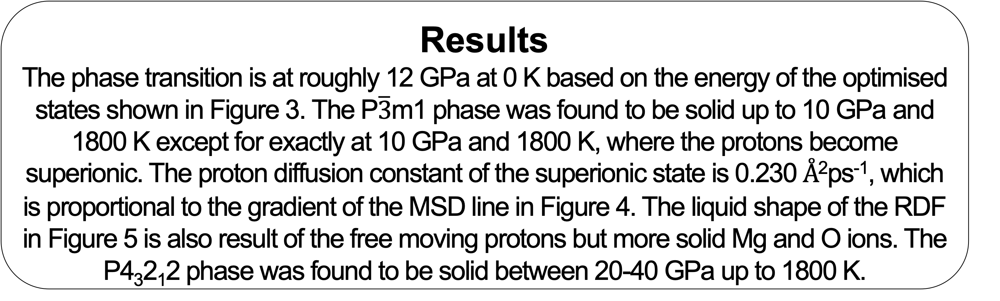 Results
The phase transition is at roughly 12 GPa at 0 K based on the energy of the optimised
states shown in Figure 3. The P3̅m1 phase was found to be solid up to 10 GPa and
1800 K except for exactly at 10 GPa and 1800 K, where the protons become
superionic. The proton diffusion constant of the superionic state is 0.230 Å²ps⁻¹, which
is proportional to the gradient of the MSD line in Figure 4. The liquid shape of the RDF
in Figure 5 is also result of the free moving protons but more solid Mg and O ions. The
P4₃2₁2 phase was found to be solid between 20-40 GPa up to 1800 K.